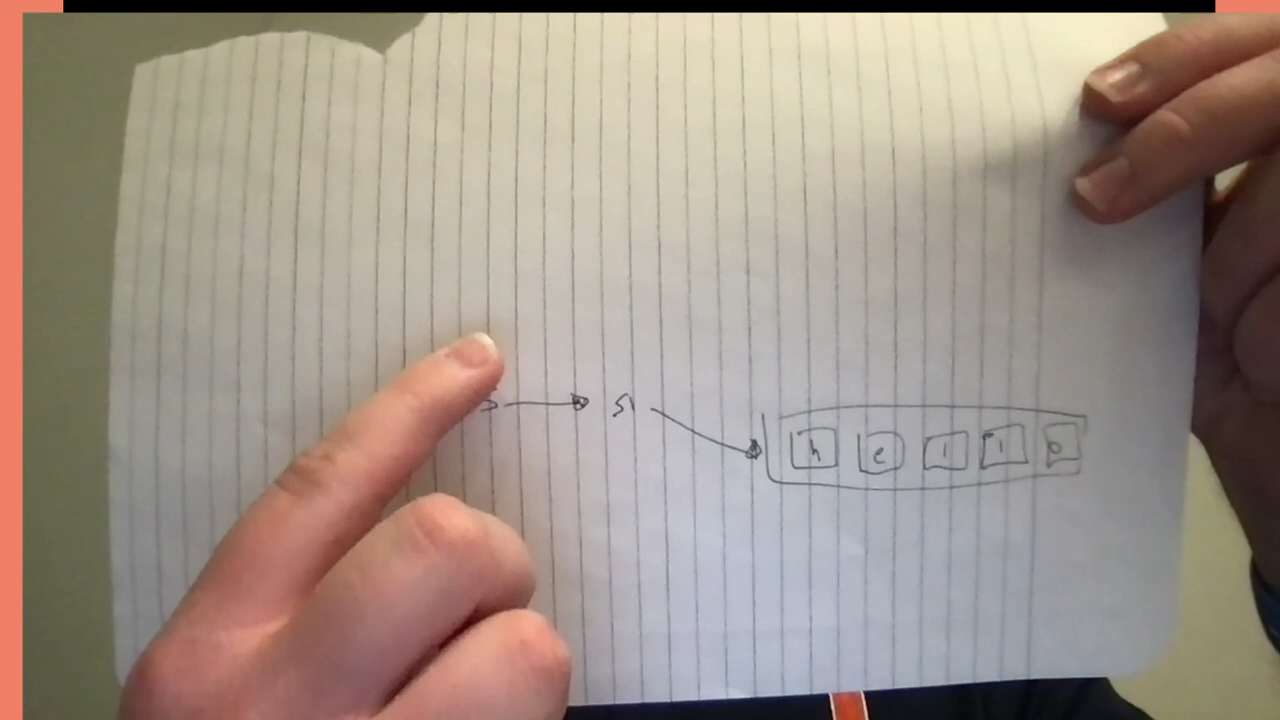 s → s1 → h e l l o